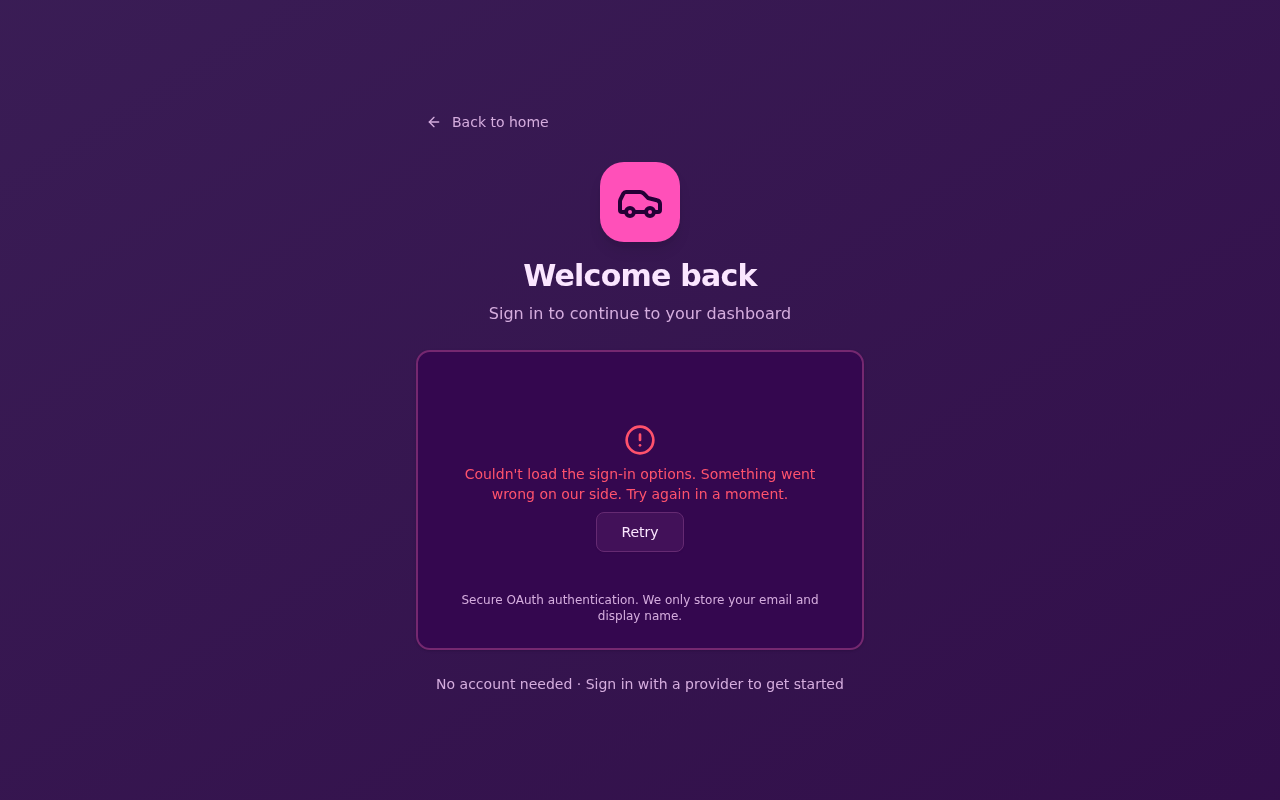 Back to home
Welcome back
Sign in to continue to your dashboard
Couldn't load the sign-in options. Something went
wrong on our side. Try again in a moment.
Retry
Secure OAuth authentication. We only store your email and
display name.
No account needed · Sign in with a provider to get started